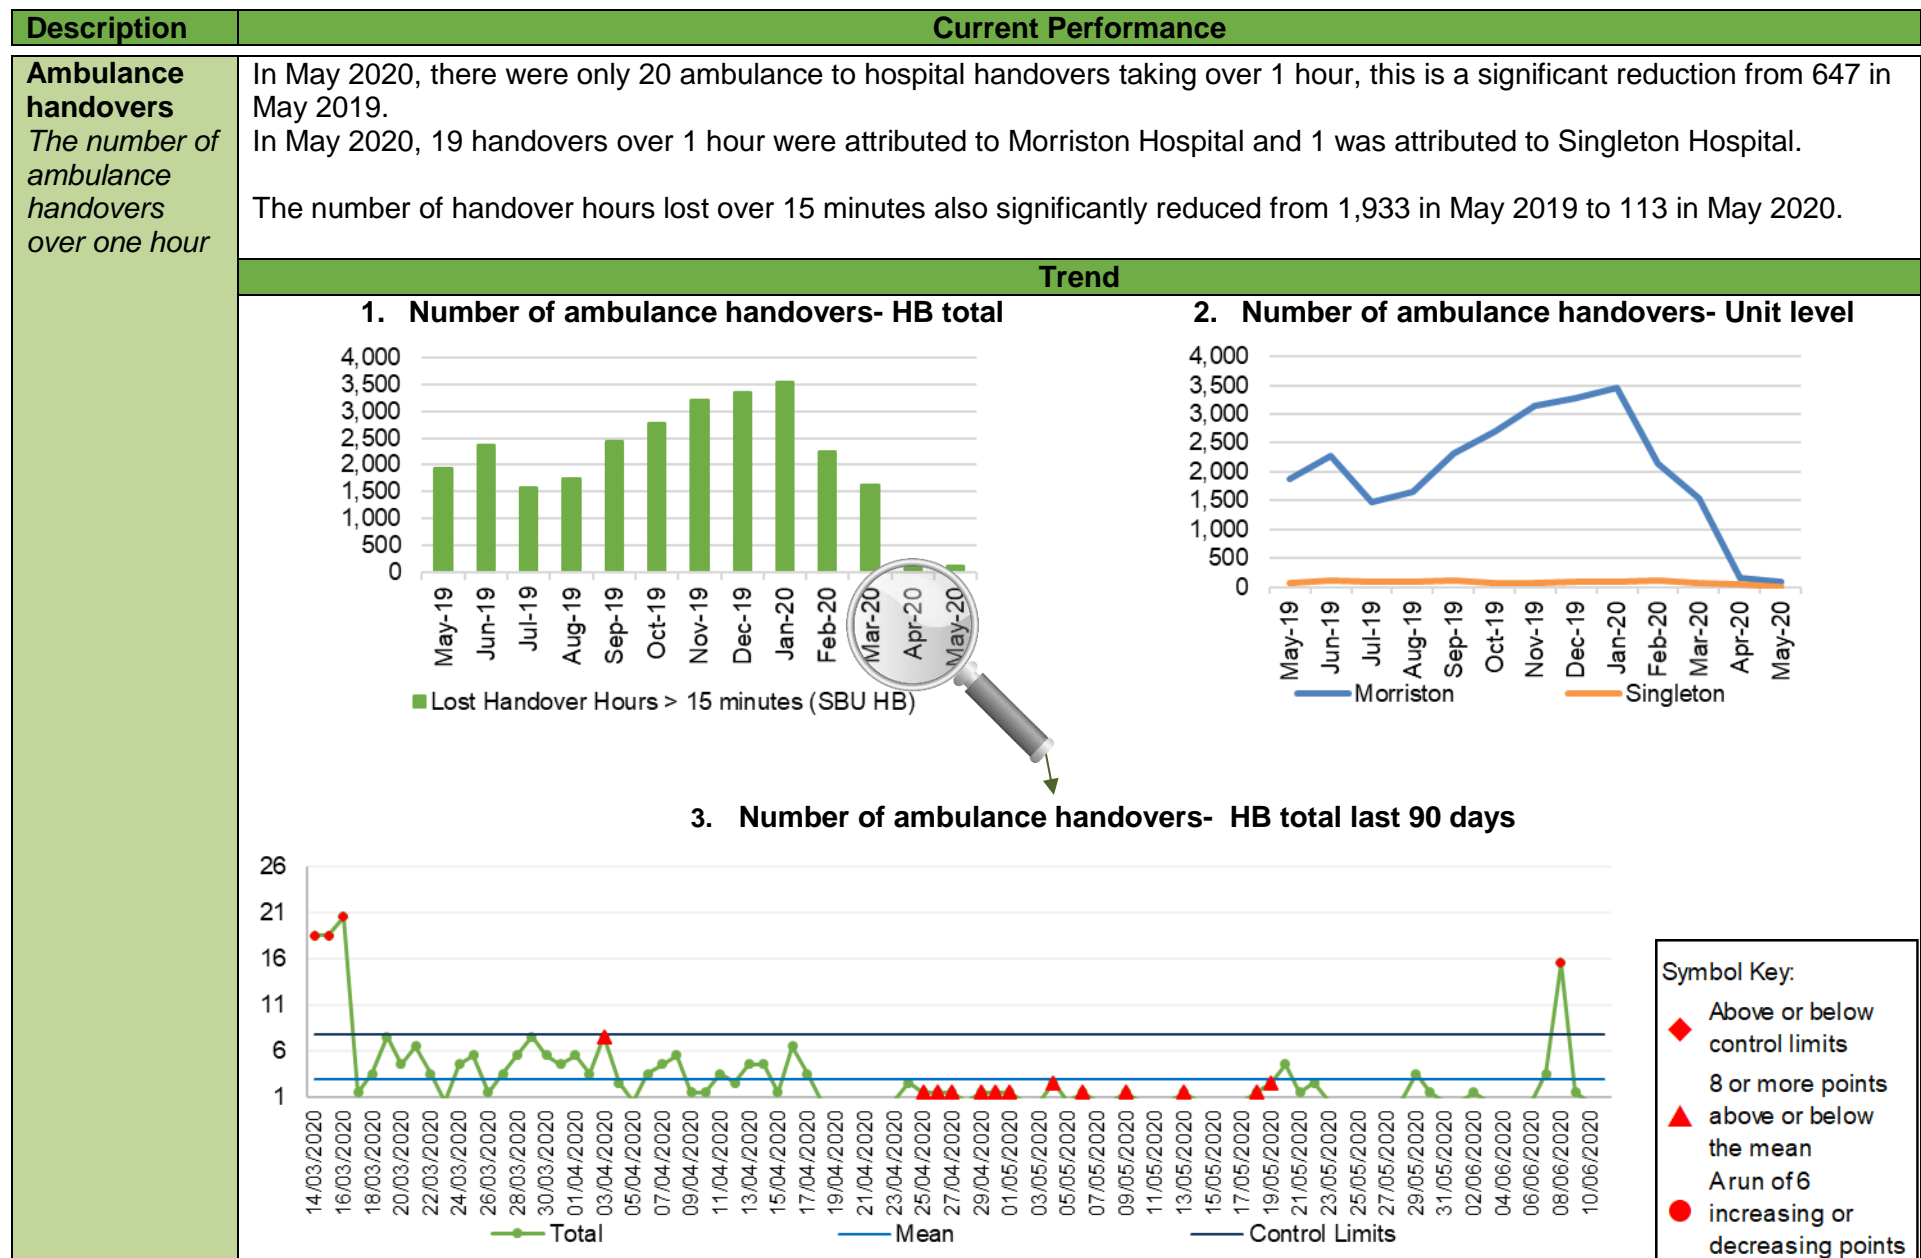 Description
Current Performance
Ambulance
handovers
The number of
ambulance
handovers
over one hour
In May 2020, there were only 20 ambulance to hospital handovers taking over 1 hour, this is a significant reduction from 647 in
May 2019.
In May 2020, 19 handovers over 1 hour were attributed to Morriston Hospital and 1 was attributed to Singleton Hospital.
The number of handover hours lost over 15 minutes also significantly reduced from 1,933 in May 2019 to 113 in May 2020.
Trend
1. Number of ambulance handovers- HB total
4,000
3,500
3,000
2,500
2,000
1,500
1,000
500
0
May-19
Jun-19
Jul-19
Aug-19
Sep-19
Oct-19
Nov-19
Dec-19
Jan-20
Feb-20
Mar-20
Apr-20
May-20
Lost Handover Hours > 15 minutes (SBU HB)
2. Number of ambulance handovers- Unit level
4,000
3,500
3,000
2,500
2,000
1,500
1,000
500
0
May-19
Jun-19
Jul-19
Aug-19
Sep-19
Oct-19
Nov-19
Dec-19
Jan-20
Feb-20
Mar-20
Apr-20
May-20
Morriston
Singleton
3. Number of ambulance handovers- HB total last 90 days
26
21
16
11
6
1
14/03/2020
16/03/2020
18/03/2020
20/03/2020
22/03/2020
24/03/2020
26/03/2020
28/03/2020
30/03/2020
01/04/2020
03/04/2020
05/04/2020
07/04/2020
09/04/2020
11/04/2020
13/04/2020
15/04/2020
17/04/2020
19/04/2020
21/04/2020
23/04/2020
25/04/2020
27/04/2020
29/04/2020
01/05/2020
03/05/2020
05/05/2020
07/05/2020
09/05/2020
11/05/2020
13/05/2020
15/05/2020
17/05/2020
19/05/2020
21/05/2020
23/05/2020
25/05/2020
27/05/2020
29/05/2020
31/05/2020
02/06/2020
04/06/2020
06/06/2020
08/06/2020
10/06/2020
Total
Mean
Control Limits
Symbol Key:
Above or below
control limits
8 or more points
above or below
the mean
A run of 6
increasing or
decreasing points